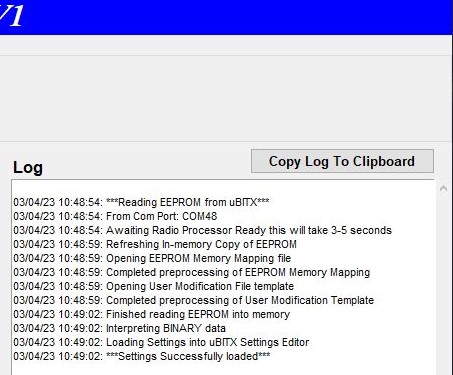 V1
Log
Copy Log To Clipboard
03/04/23 10:48:54: ***Reading EEPROM from uBITX***
03/04/23 10:48:54: From Com Port: COM48
03/04/23 10:48:54: Awaiting Radio Processor Ready this will take 3-5 seconds
03/04/23 10:48:59: Refreshing In-memory Copy of EEPROM
03/04/23 10:48:59: Opening EEPROM Memory Mapping file
03/04/23 10:48:59: Completed preprocessing of EEPROM Memory Mapping
03/04/23 10:48:59: Opening User Modification File template
03/04/23 10:48:59: Completed preprocessing of User Modification Template
03/04/23 10:49:02: Finished reading EEPROM into memory
03/04/23 10:49:02: Interpreting BINARY data
03/04/23 10:49:02: Loading Settings into uBITX Settings Editor
03/04/23 10:49:02: ***Settings Successfully loaded***